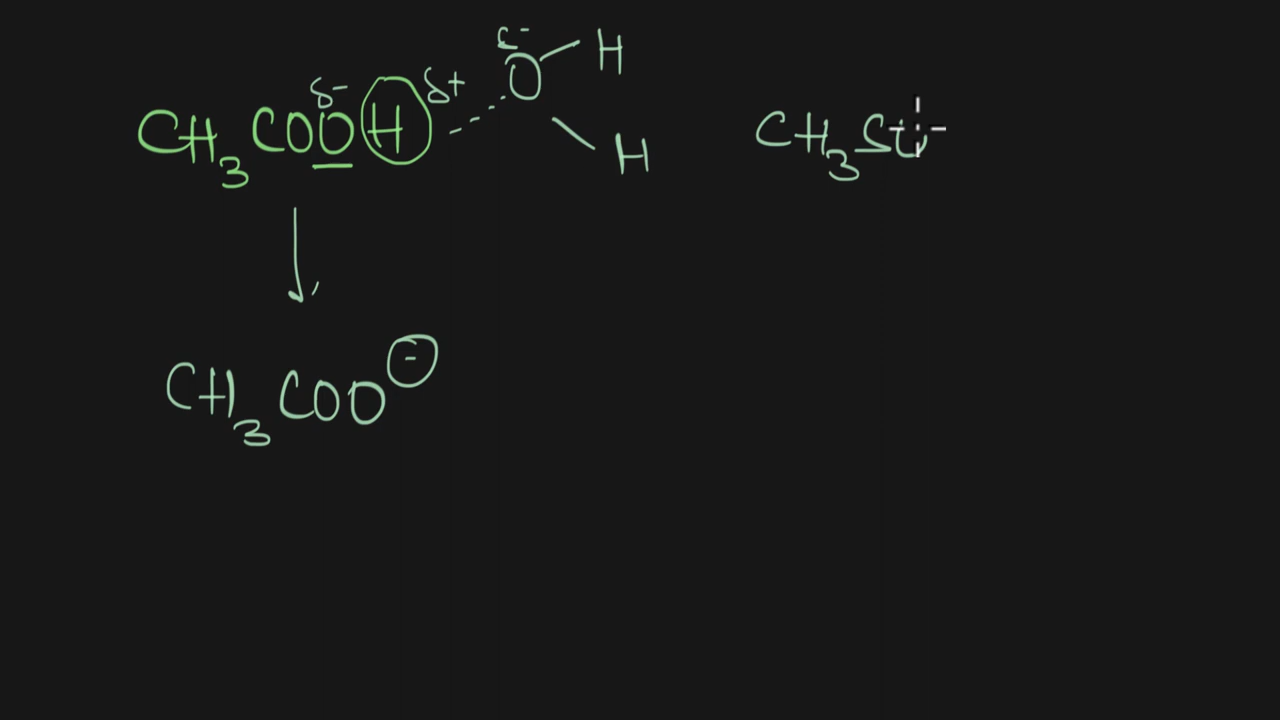 δ- O H
CH3COOH δ+ H
CH3S
CH3COO-